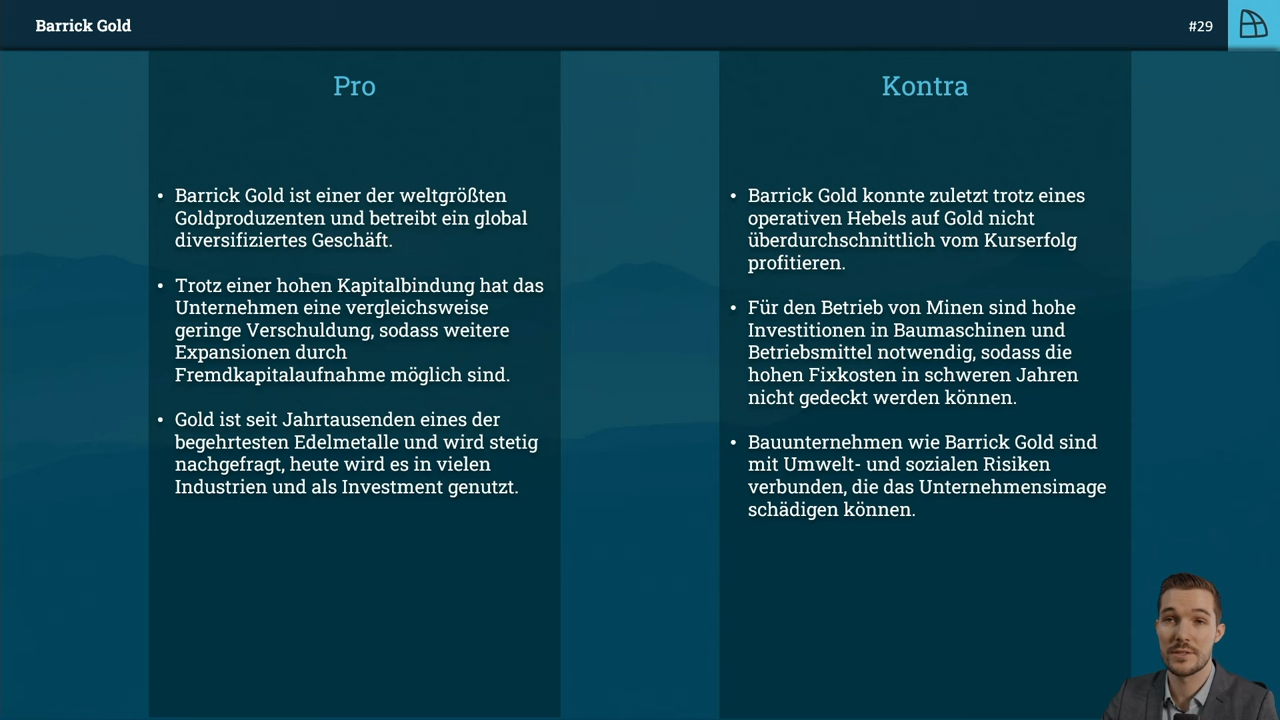 Barrick Gold
#29
Pro
• Barrick Gold ist einer der weltgrößten
Goldproduzenten und betreibt ein global
diversifiziertes Geschäft.
• Trotz einer hohen Kapitalbindung hat das
Unternehmen eine vergleichsweise
geringe Verschuldung, sodass weitere
Expansionen durch
Fremdkapitalaufnahme möglich sind.
• Gold ist seit Jahrtausenden eines der
begehrtesten Edelmetalle und wird stetig
nachgefragt, heute wird es in vielen
Industrien und als Investment genutzt.
Kontra
• Barrick Gold konnte zuletzt trotz eines
operativen Hebels auf Gold nicht
überdurchschnittlich vom Kurserfolg
profitieren.
• Für den Betrieb von Minen sind hohe
Investitionen in Baumaschinen und
Betriebsmittel notwendig, sodass die
hohen Fixkosten in schweren Jahren
nicht gedeckt werden können.
• Bauunternehmen wie Barrick Gold sind
mit Umwelt- und sozialen Risiken
verbunden, die das Unternehmensimage
schädigen können.